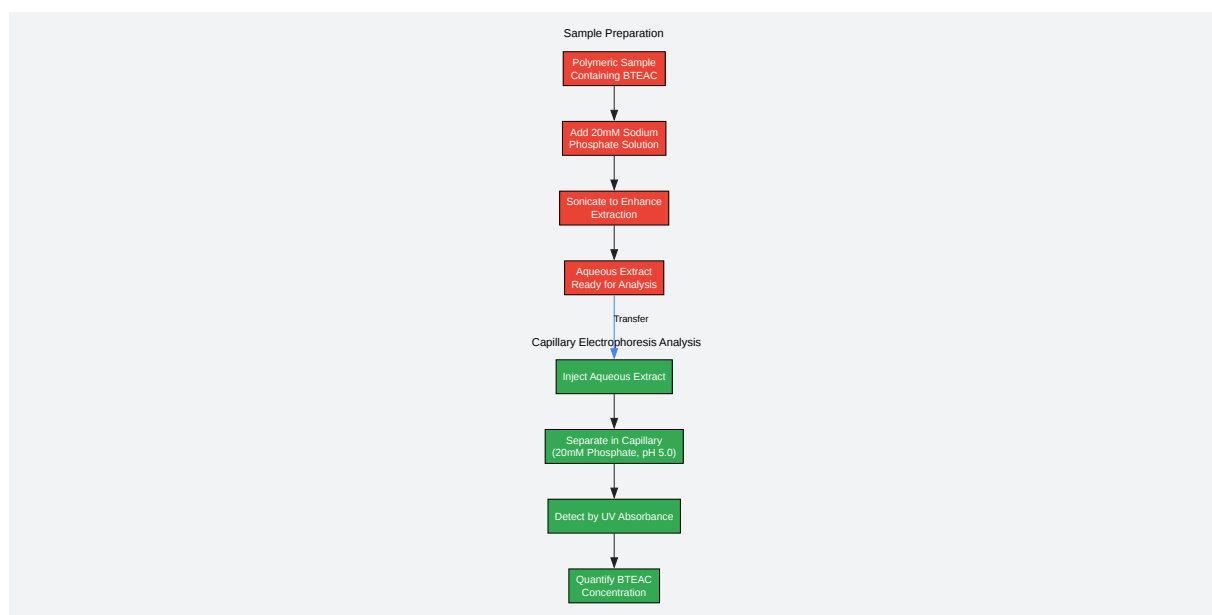 Sample Preparation
Polymeric Sample
Containing BTEAC
Add 20mM Sodium
Phosphate Solution
Sonicate to Enhance
Extraction
Aqueous Extract
Ready for Analysis
Transfer
Capillary Electrophoresis Analysis
Inject Aqueous Extract
Separate in Capillary
(20mM Phosphate, pH 5.0)
Detect by UV Absorbance
Quantify BTEAC
Concentration